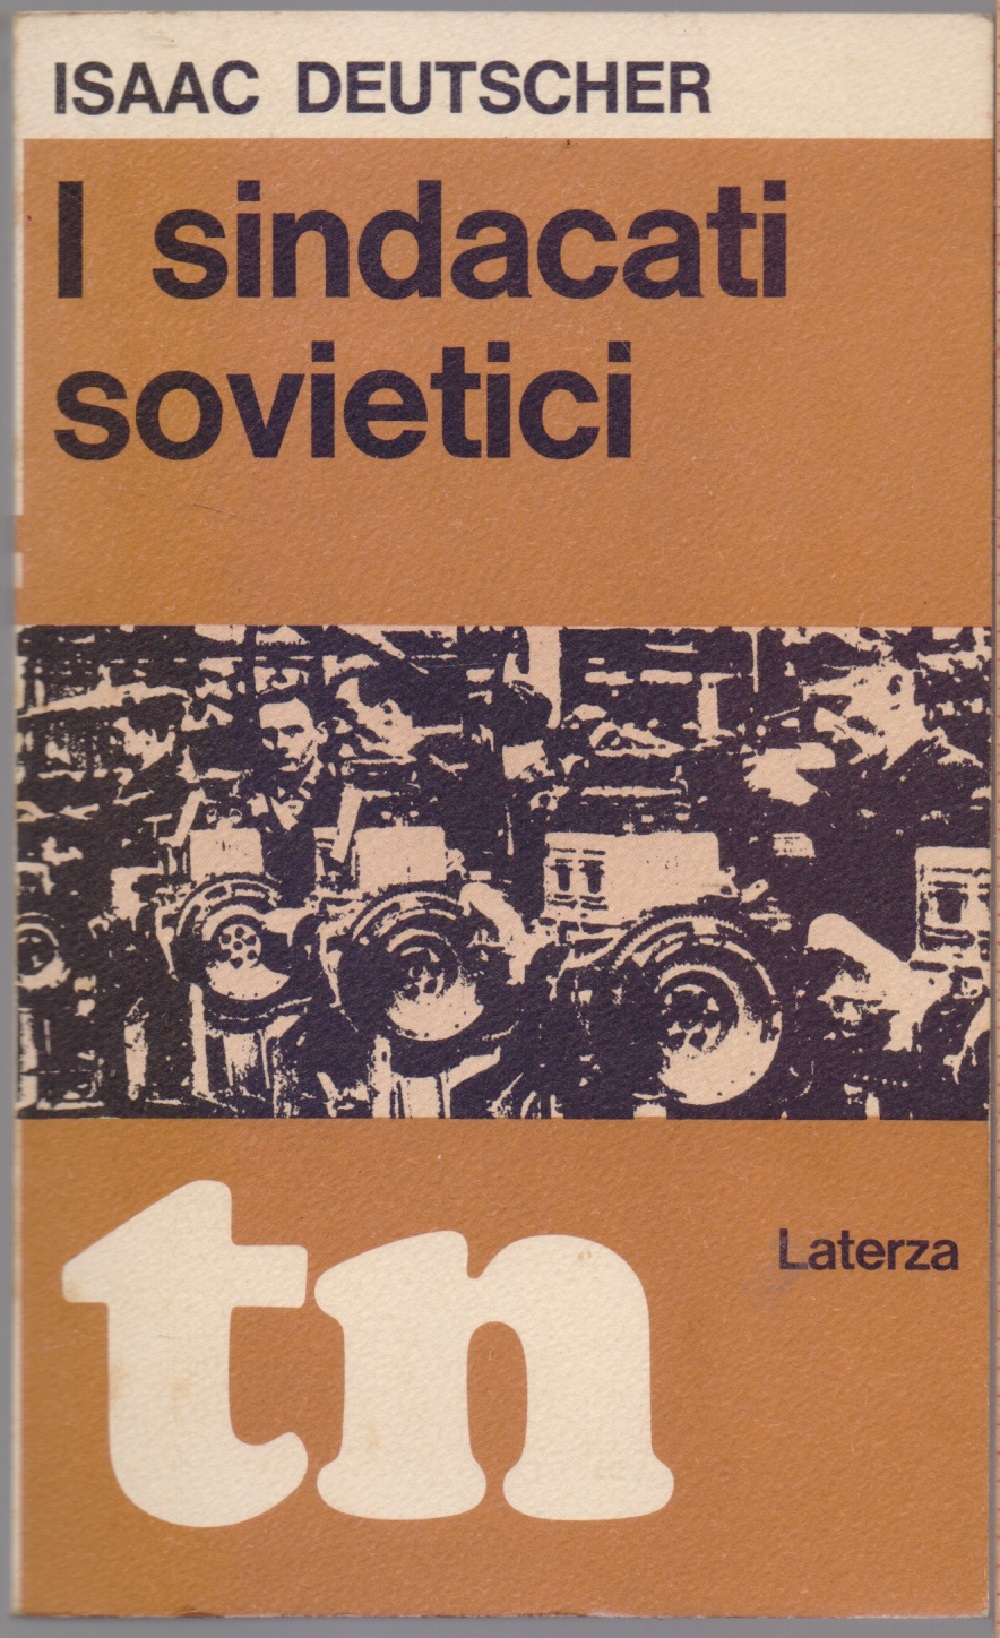 ISAAC DEUTSCHER
I sindacati
sovietici
tn
Laterza